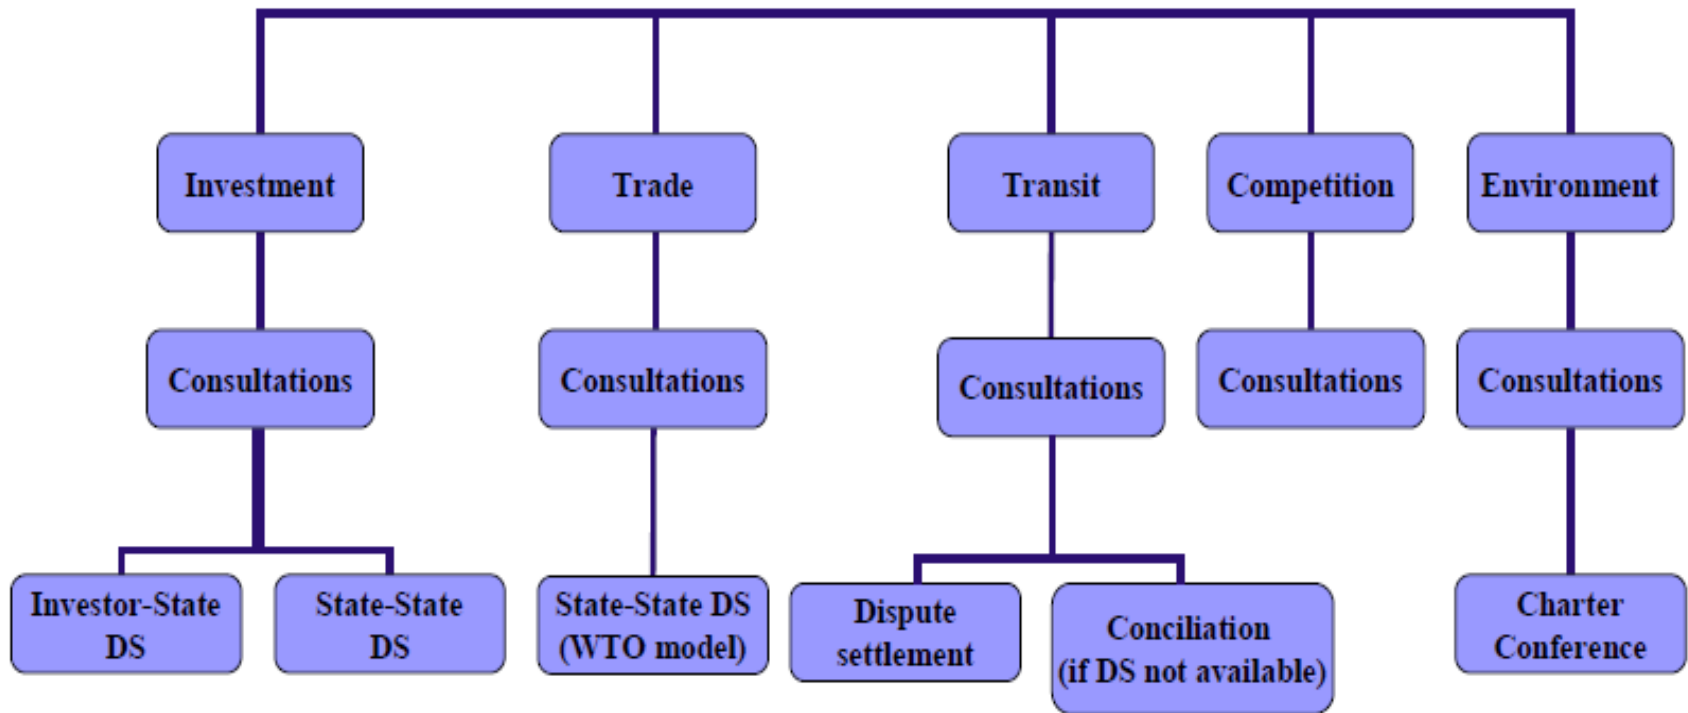 Investment
Trade
Transit
Competition
Environment
Consultations
Consultations
Consultations
Consultations
Consultations
Investor-State
DS
State-State
DS
State-State DS
(WTO model)
Dispute
settlement
Conciliation
(if DS not available)
Charter
Conference